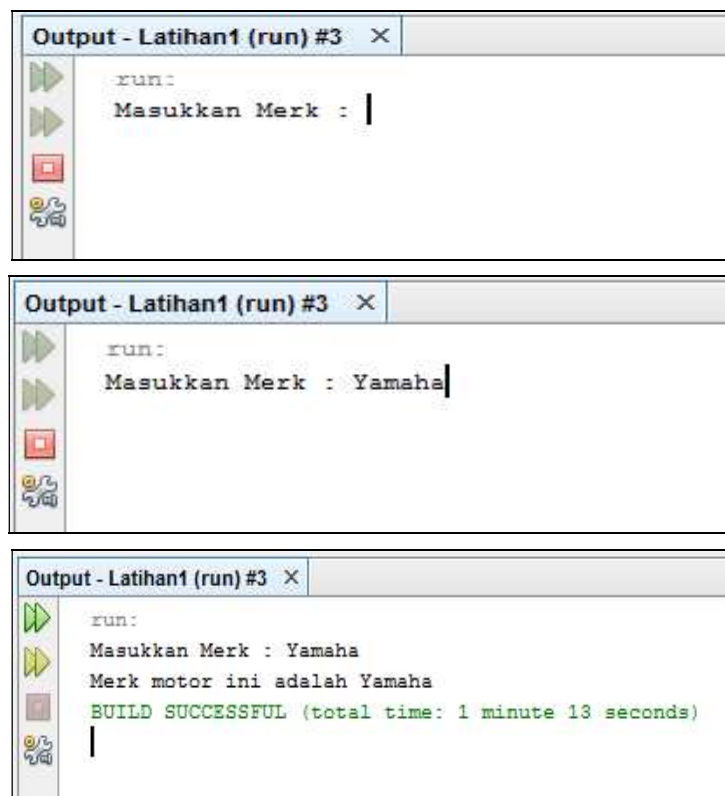 Output - Latihan1 (run) #3 ×
run:
Masukkan Merk :
Output - Latihan1 (run) #3 ×
run:
Masukkan Merk : Yamaha
Output - Latihan1 (run) #3 ×
run:
Masukkan Merk : Yamaha
Merk motor ini adalah Yamaha
BUILD SUCCESSFUL (total time: 1 minute 13 seconds)